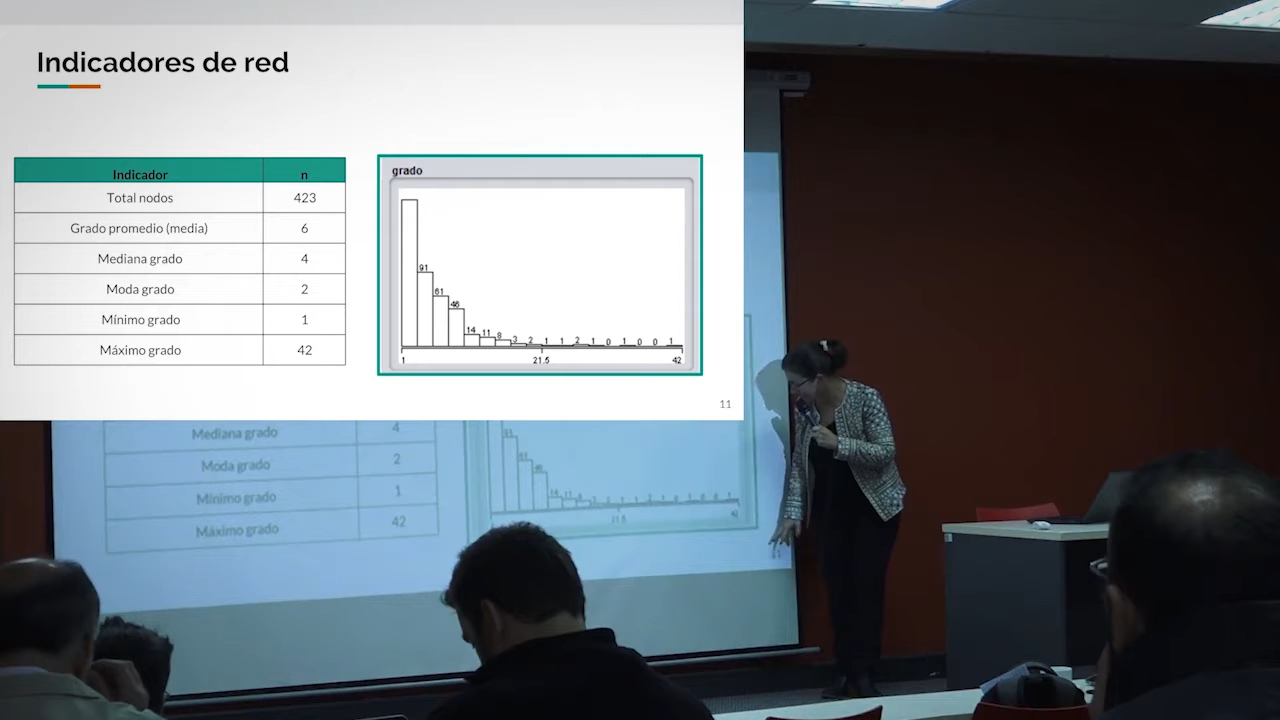 Indicadores de red
Indicador n
Total nodos 423
Grado promedio (media) 6
Mediana grado 4
Moda grado 2
Mínimo grado 1
Máximo grado 42
grado
91
61
46
14 11 8 3 2 1 1 2 1 0 1 0 0 1
1 21.5 42
11
Mediana grado 4
Moda grado 2
Mínimo grado 1
Máximo grado 42